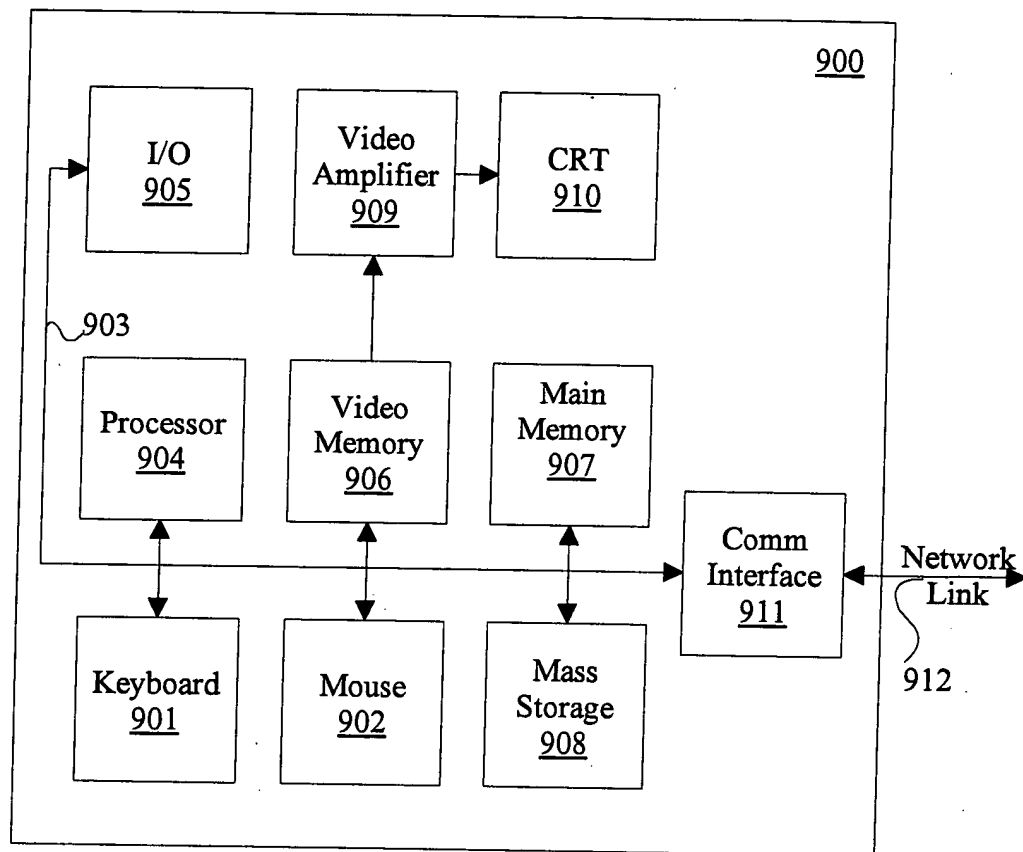 900
I/O
905
Video
Amplifier
909
CRT
910
903
Processor
904
Video
Memory
906
Main
Memory
907
Comm
Interface
911
Network
Link
912
Keyboard
901
Mouse
902
Mass
Storage
908